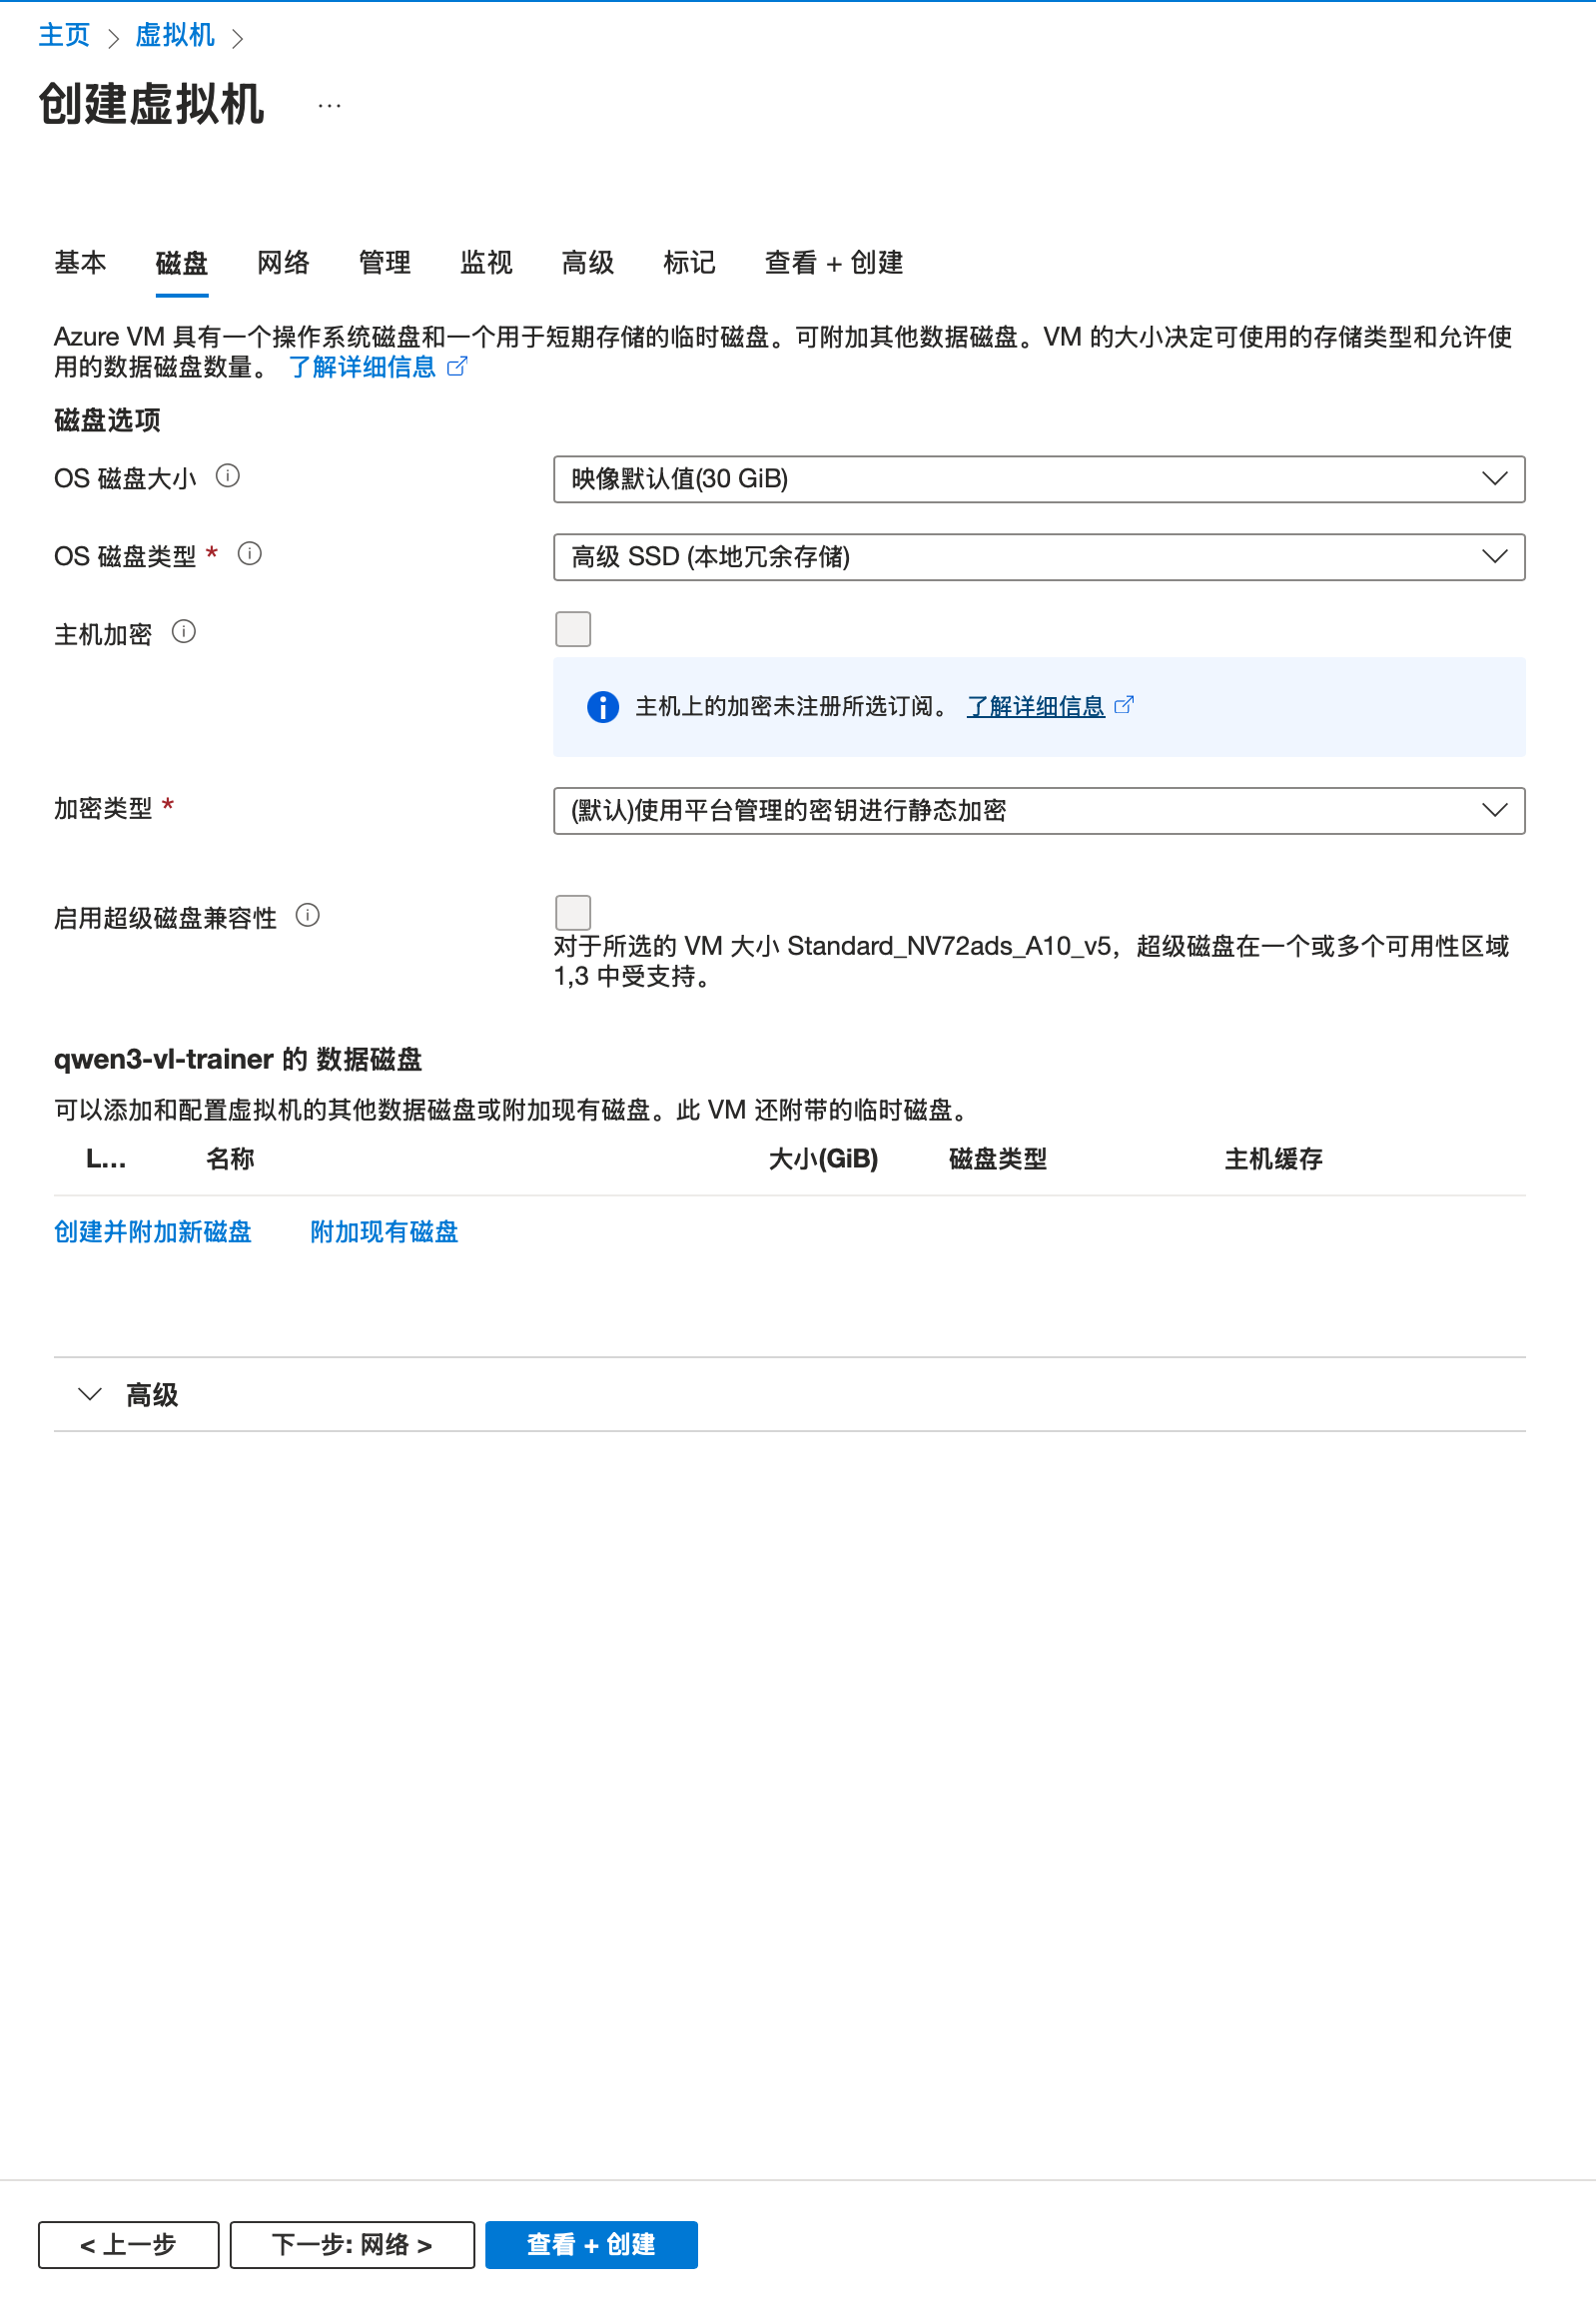 主页 > 虚拟机 >
创建虚拟机 ...
基本 磁盘 网络 管理 监视 高级 标记 查看 + 创建
Azure VM 具有一个操作系统磁盘和一个用于短期存储的临时磁盘。可附加其他数据磁盘。VM 的大小决定可使用的存储类型和允许使
用的数据磁盘数量。 了解详细信息
磁盘选项
OS 磁盘大小 映像默认值(30 GiB)
OS 磁盘类型 * 高级 SSD (本地冗余存储)
主机加密
主机上的加密未注册所选订阅。 了解详细信息
加密类型 * (默认)使用平台管理的密钥进行静态加密
启用超级磁盘兼容性
对于所选的 VM 大小 Standard_NV72ads_A10_v5，超级磁盘在一个或多个可用性区域
1,3 中受支持。
qwen3-vl-trainer 的 数据磁盘
可以添加和配置虚拟机的其他数据磁盘或附加现有磁盘。此 VM 还附带的临时磁盘。
L... 名称 大小(GiB) 磁盘类型 主机缓存
创建并附加新磁盘 附加现有磁盘
高级
< 上一步 下一步: 网络 > 查看 + 创建